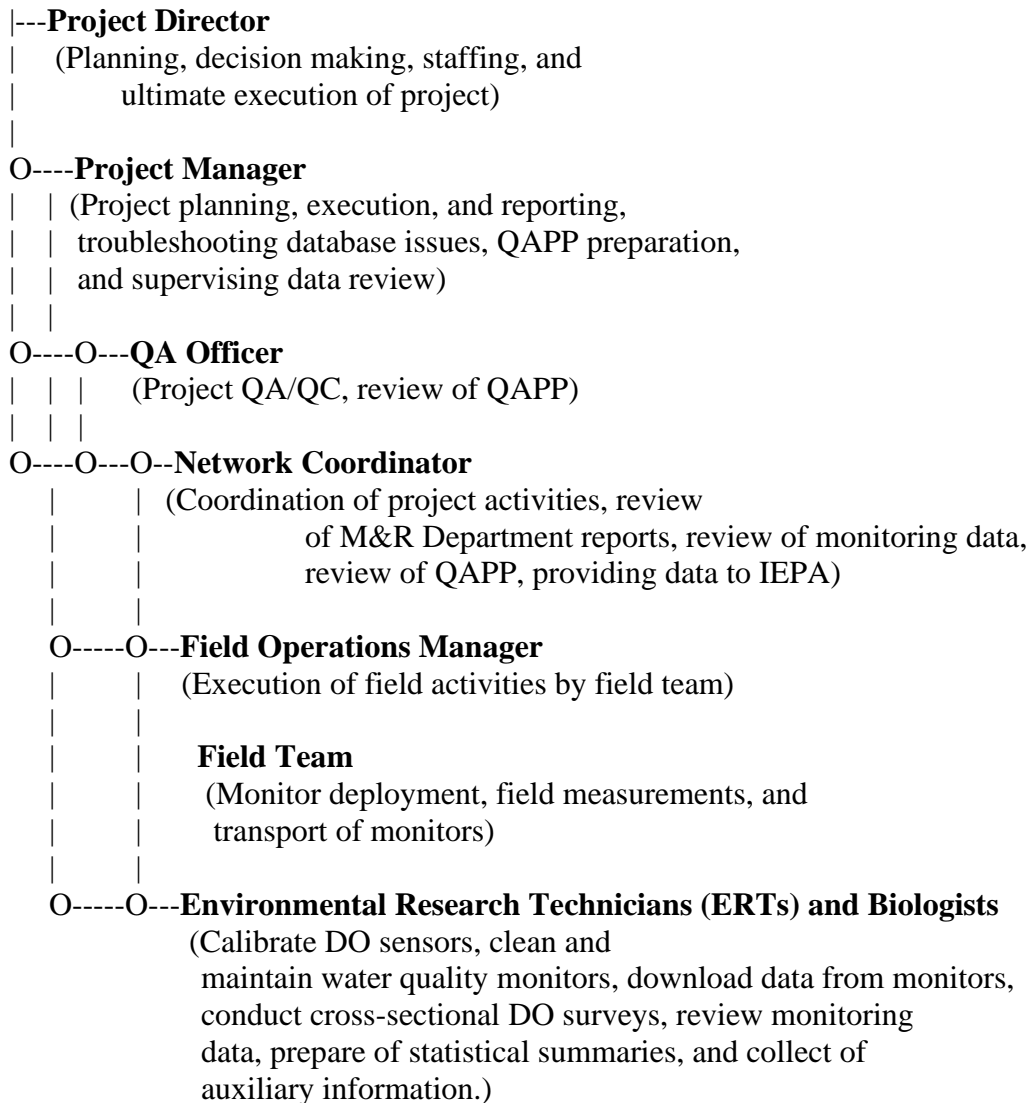 |---Project Director
| (Planning, decision making, staffing, and
| ultimate execution of project)
|
O----Project Manager
| | (Project planning, execution, and reporting,
| | troubleshooting database issues, QAPP preparation,
| | and supervising data review)
| |
O----O---QA Officer
| | | (Project QA/QC, review of QAPP)
| | |
O----O---O--Network Coordinator
| | (Coordination of project activities, review
| | of M&R Department reports, review of monitoring data,
| | review of QAPP, providing data to IEPA)
| |
O-----O---Field Operations Manager
| | (Execution of field activities by field team)
| |
| | Field Team
| | (Monitor deployment, field measurements, and
| | transport of monitors)
| |
O-----O---Environmental Research Technicians (ERTs) and Biologists
(Calibrate DO sensors, clean and
maintain water quality monitors, download data from monitors,
conduct cross-sectional DO surveys, review monitoring
data, prepare of statistical summaries, and collect of
auxiliary information.)